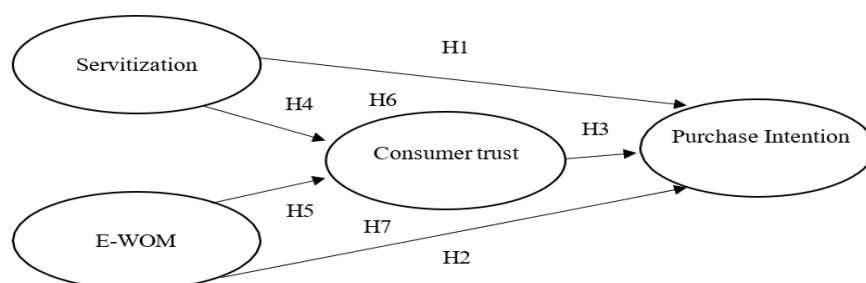 H1
Servitization
H4
H6
H3
Purchase Intention
Consumer trust
H5
H7
E-WOM
H2